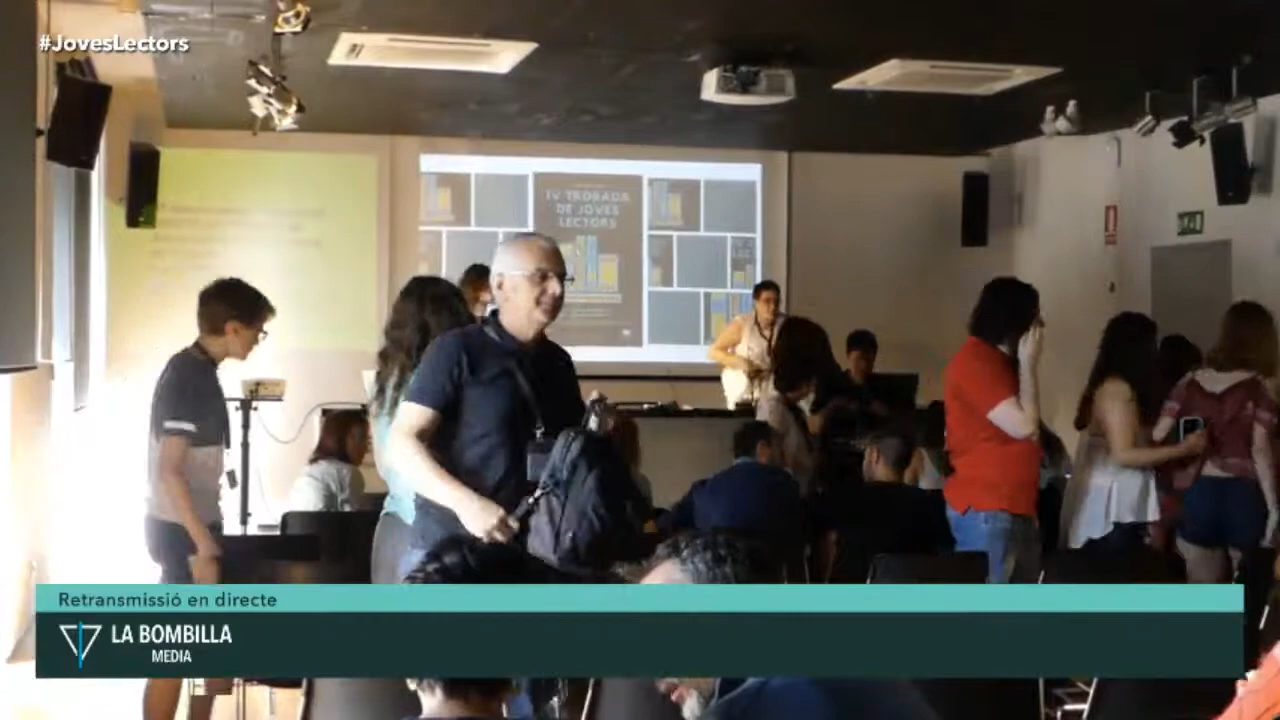 #JovesLectors
IV TROBADA
DE JOVES
LECTORS
Retransmissió en directe
LA BOMBILLA
MEDIA